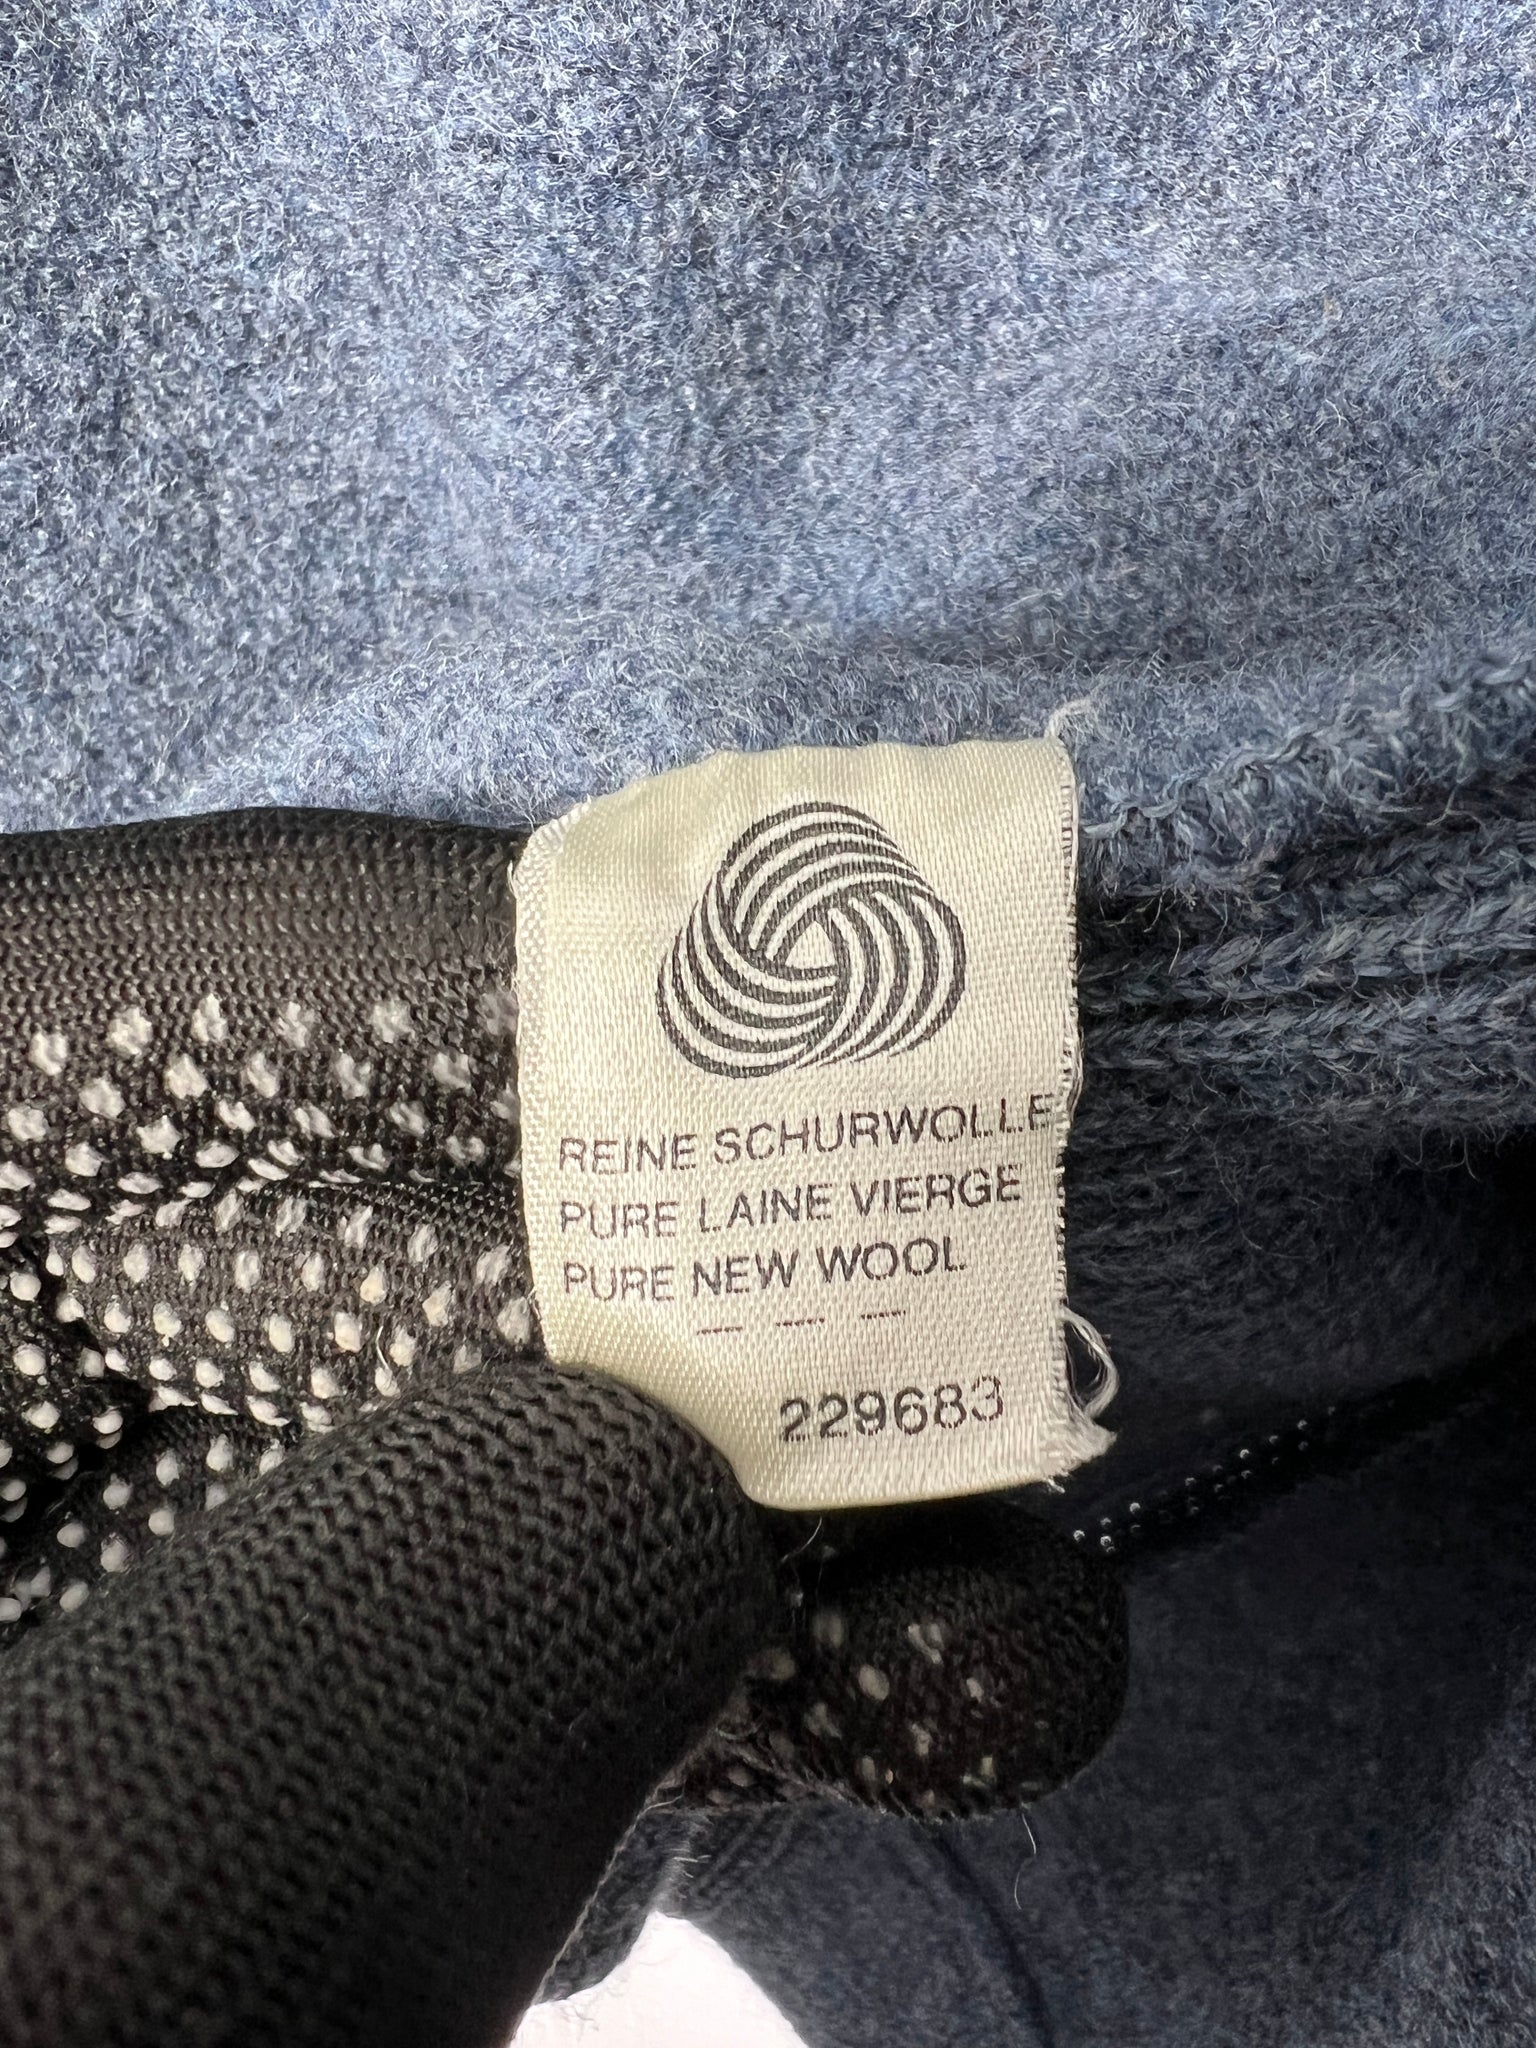 REINE SCHURWOLLE
PURE LAINE VIERGE
PURE NEW WOOL
— — —
229683